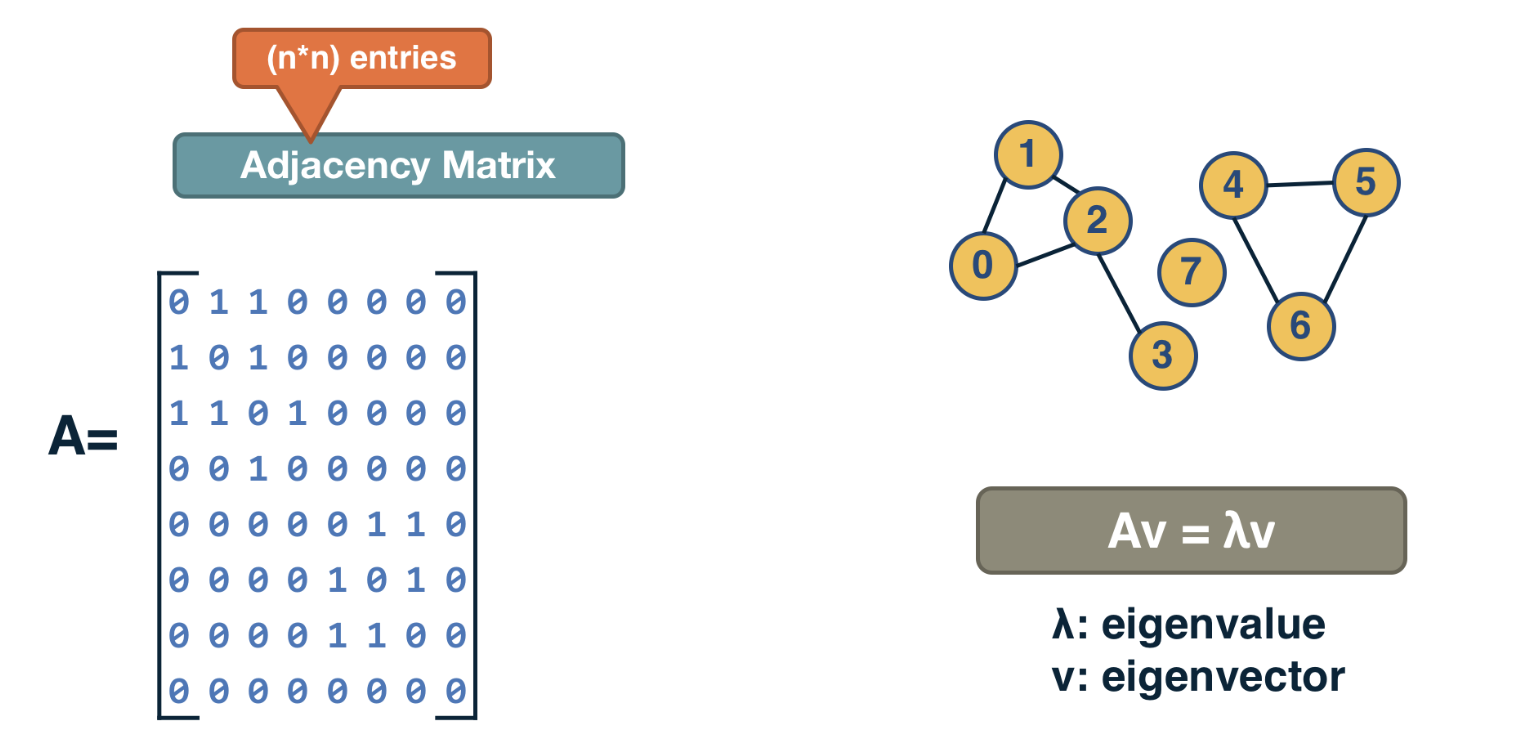 (n*n) entries
Adjacency Matrix
A=
0 1 1 0 0 0 0 0
1 0 1 0 0 0 0 0
1 1 0 1 0 0 0 0
0 0 1 0 0 0 0 0
0 0 0 0 0 1 1 0
0 0 0 0 1 0 1 0
0 0 0 0 1 1 0 0
0 0 0 0 0 0 0 0
1
2
0
3
7
4
5
6
Av = λv
λ: eigenvalue
v: eigenvector